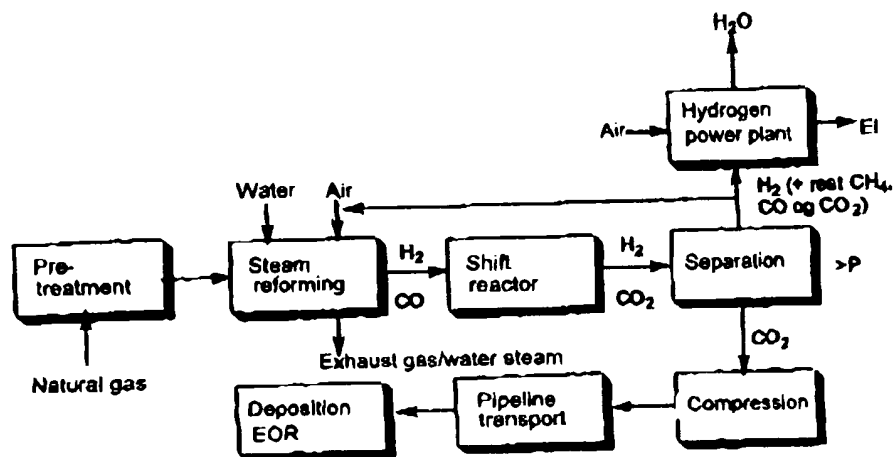 H₂O
Hydrogen
power plant
Air
El
H₂ (+ rest CH₄,
CO og CO₂)
Water
Air
Pre-
treatment
Steam
reforming
H₂
CO
Shift
reactor
H₂
CO₂
Separation
>P
CO₂
Exhaust gas/water steam
Natural gas
Deposition
EOR
Pipeline
transport
Compression